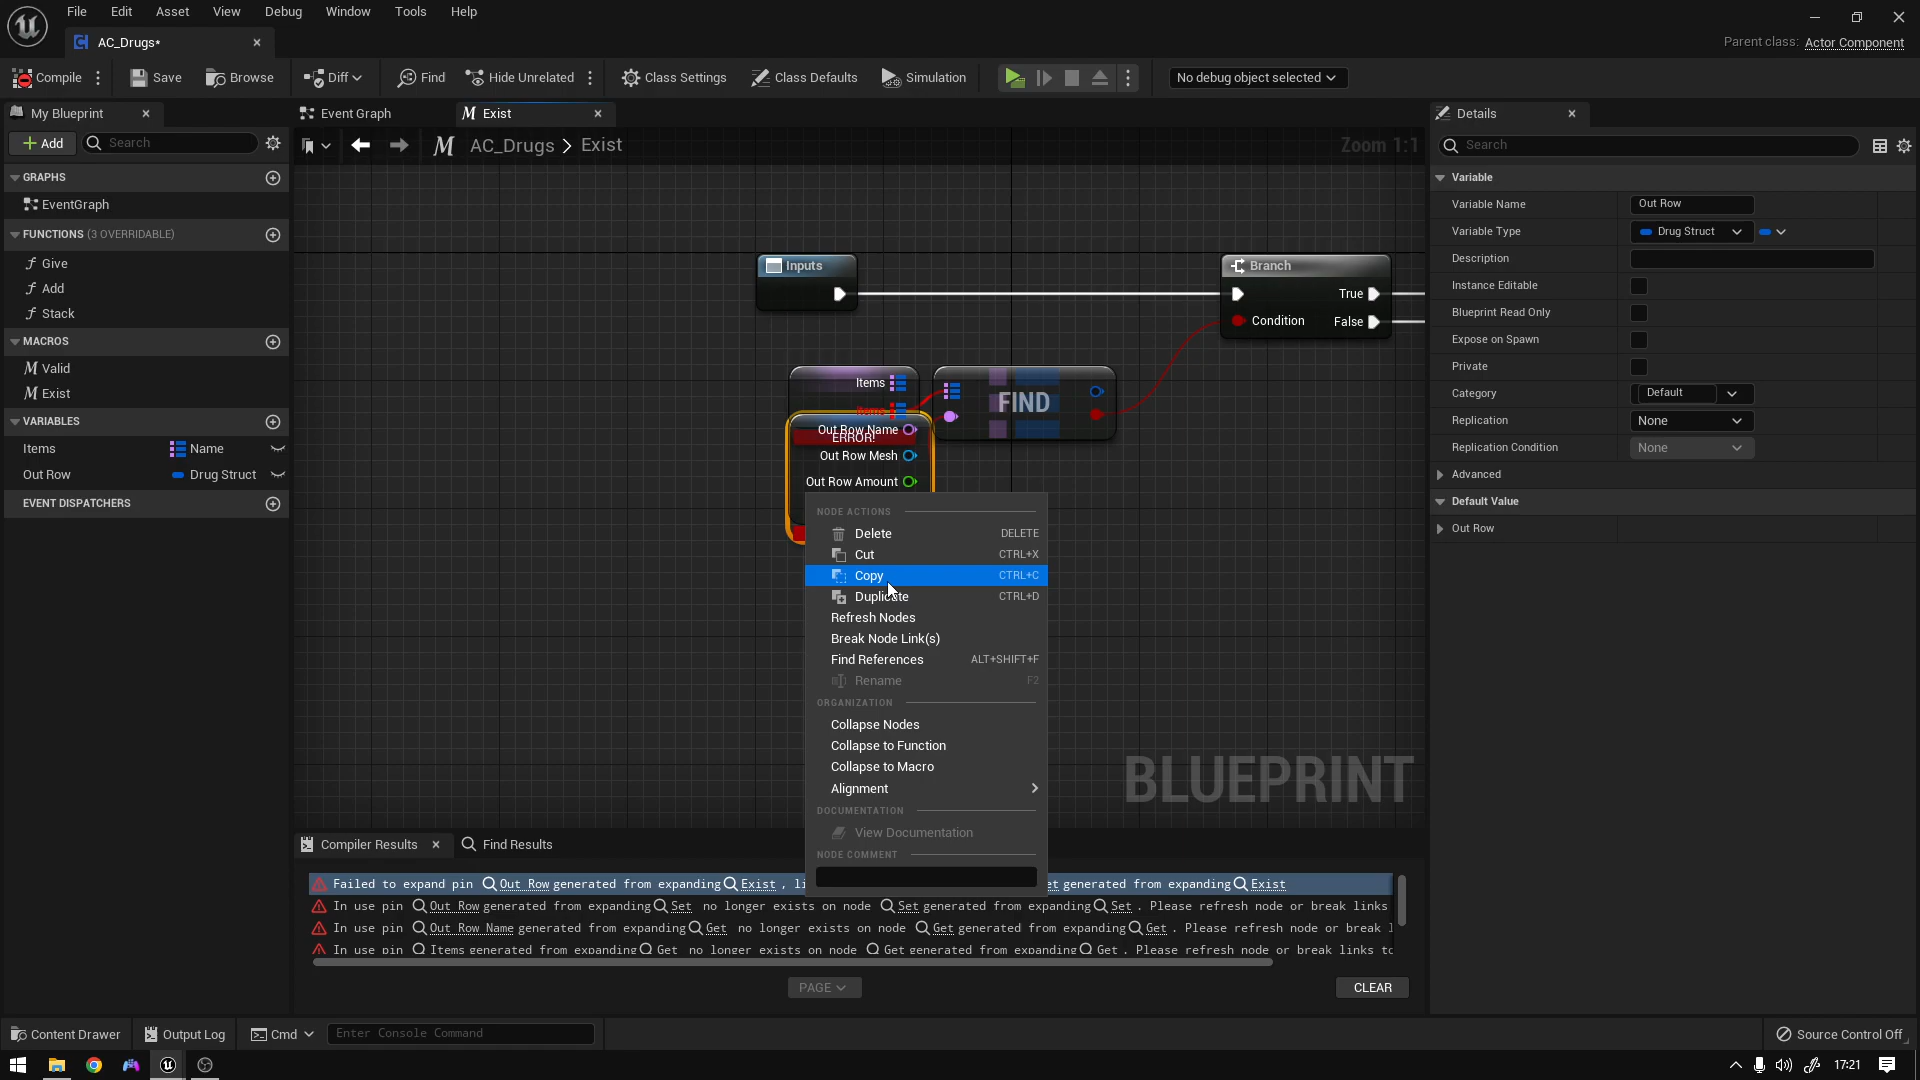 File Edit Asset View Debug Window Tools Help
AC_Drugs*
Parent class: Actor Component
Compile Save Browse Diff Find Hide Unrelated Class Settings Class Defaults Simulation No debug object selected
My Blueprint
Add Search
GRAPHS
EventGraph
FUNCTIONS (3 OVERRIDABLE)
Give
Add
Stack
MACROS
Valid
Exist
VARIABLES
Items Name
Out Row Drug Struct
EVENT DISPATCHERS
Event Graph Exist
AC_Drugs > Exist
Zoom 1:1
Inputs
Branch
True
Condition False
Items
Items
FIND
Out Row Name
ERROR!
Out Row Mesh
Out Row Amount
NODE ACTIONS
Delete DELETE
Cut CTRL+X
Copy CTRL+C
Duplicate CTRL+D
Refresh Nodes
Break Node Link(s)
Find References ALT+SHIFT+F
Rename F2
ORGANIZATION
Collapse Nodes
Collapse to Function
Collapse to Macro
Alignment
DOCUMENTATION
View Documentation
NODE COMMENT
BLUEPRINT
Compiler Results Find Results
Failed to expand pin Out Row generated from expanding Exist , generated from expanding Exist
In use pin Out Row generated from expanding Set no longer exists on node Set generated from expanding Set . Please refresh node or break links
In use pin Out Row Name generated from expanding Get no longer exists on node Get generated from expanding Get . Please refresh node or break
In use pin Items generated from expanding Get no longer exists on node Get generated from expanding Get . Please refresh node or break links
PAGE CLEAR
Details
Search
Variable
Variable Name Out Row
Variable Type Drug Struct
Description
Instance Editable
Blueprint Read Only
Expose on Spawn
Private
Category Default
Replication None
Replication Condition None
Advanced
Default Value
Out Row
Content Drawer Output Log Cmd Enter Console Command Source Control Off
17:21